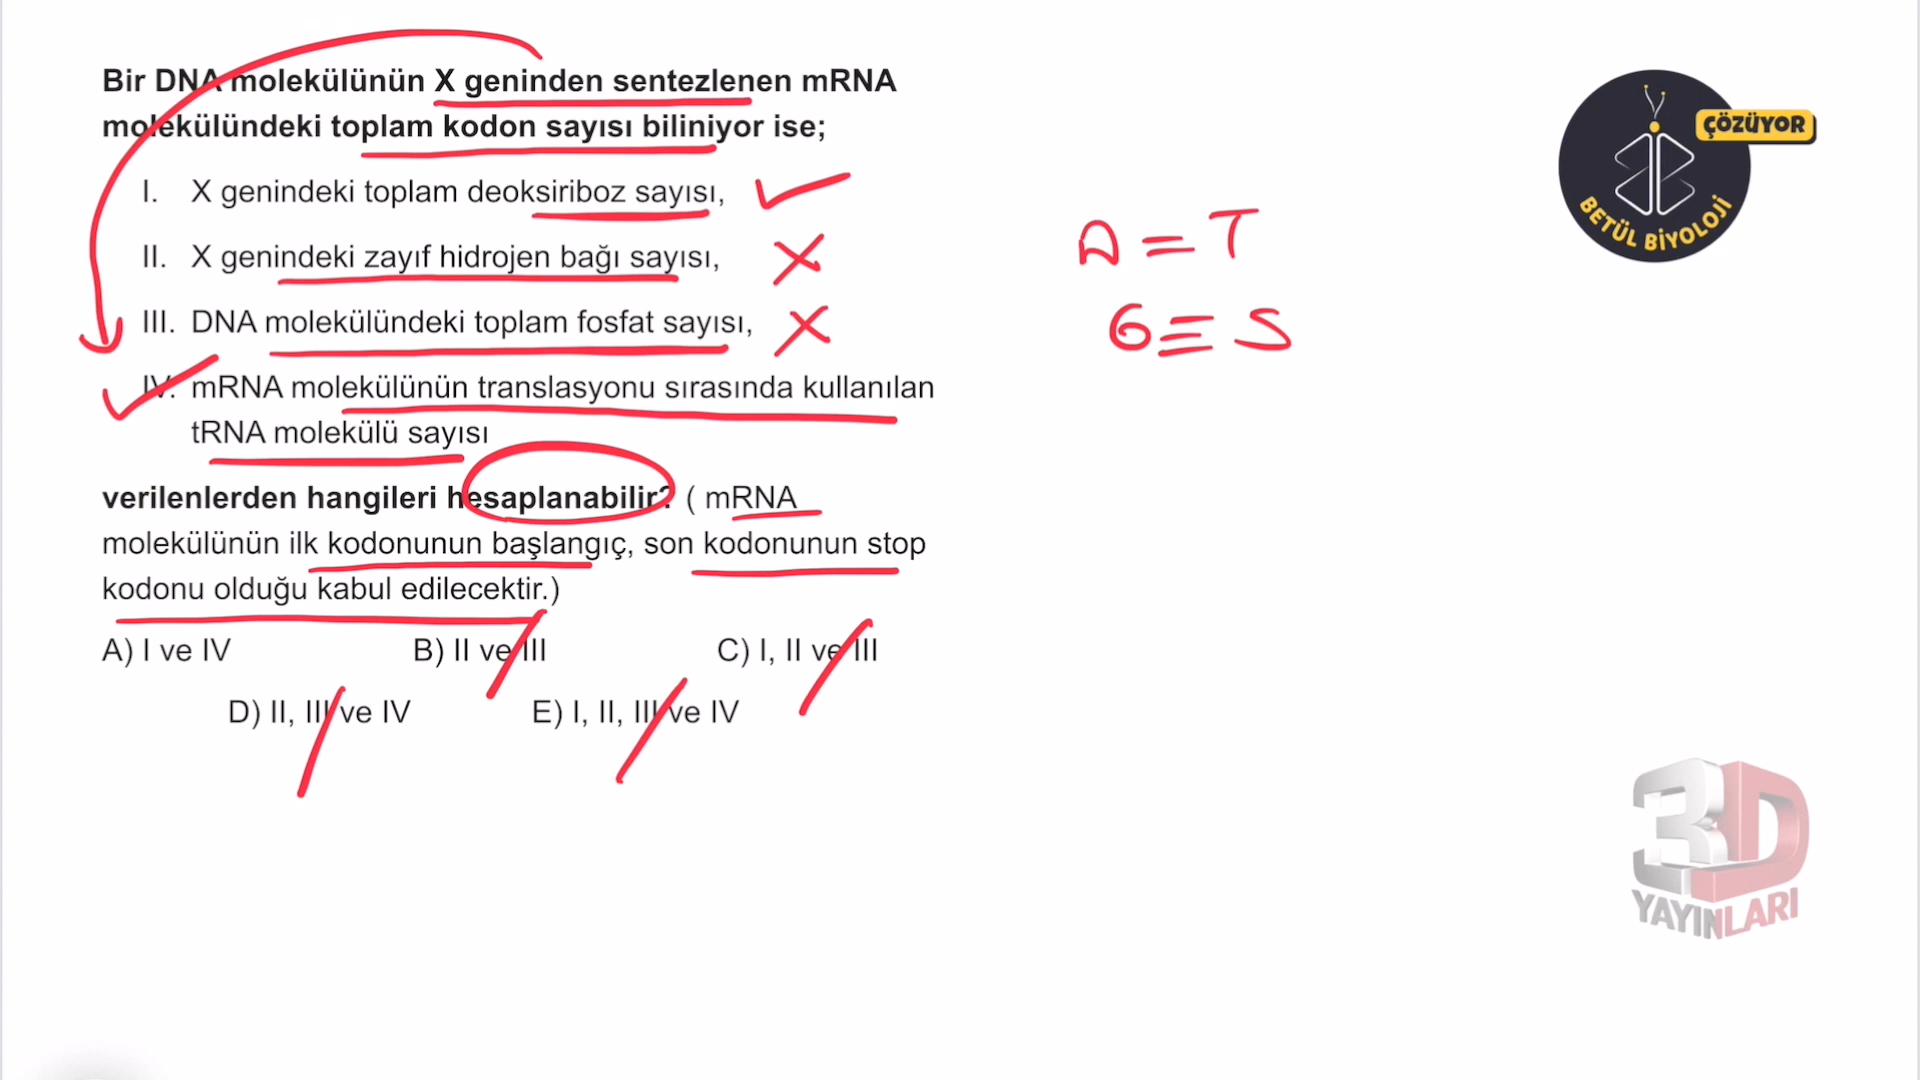 Bir DNA molekülünün X geninden sentezlenen mRNA
molekülündeki toplam kodon sayısı biliniyor ise;
I. X genindeki toplam deoksiriboz sayısı,
II. X genindeki zayıf hidrojen bağı sayısı,
III. DNA molekülündeki toplam fosfat sayısı,
IV. mRNA molekülünün translasyonu sırasında kullanılan
tRNA molekülü sayısı
verilenlerden hangileri hesaplanabilir? ( mRNA
molekülünün ilk kodonunun başlangıç, son kodonunun stop
kodonu olduğu kabul edilecektir.)
A) I ve IV B) II ve III C) I, II ve III
D) II, III ve IV E) I, II, III ve IV
A = T
G ≡ S
ÇÖZÜYOR
BETÜL BİYOLOJİ
3D
YAYINLARI